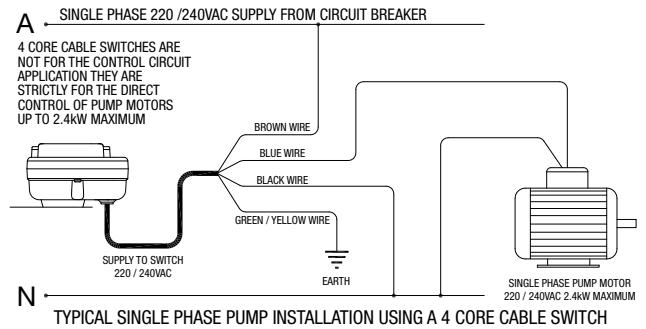 A
SINGLE PHASE 220 /240VAC SUPPLY FROM CIRCUIT BREAKER
4 CORE CABLE SWITCHES ARE
NOT FOR THE CONTROL CIRCUIT
APPLICATION THEY ARE
STRICTLY FOR THE DIRECT
CONTROL OF PUMP MOTORS
UP TO 2.4kW MAXIMUM
BROWN WIRE
BLUE WIRE
BLACK WIRE
GREEN / YELLOW WIRE
SUPPLY TO SWITCH
220 / 240VAC
EARTH
SINGLE PHASE PUMP MOTOR
220 / 240VAC 2.4kW MAXIMUM
N
TYPICAL SINGLE PHASE PUMP INSTALLATION USING A 4 CORE CABLE SWITCH